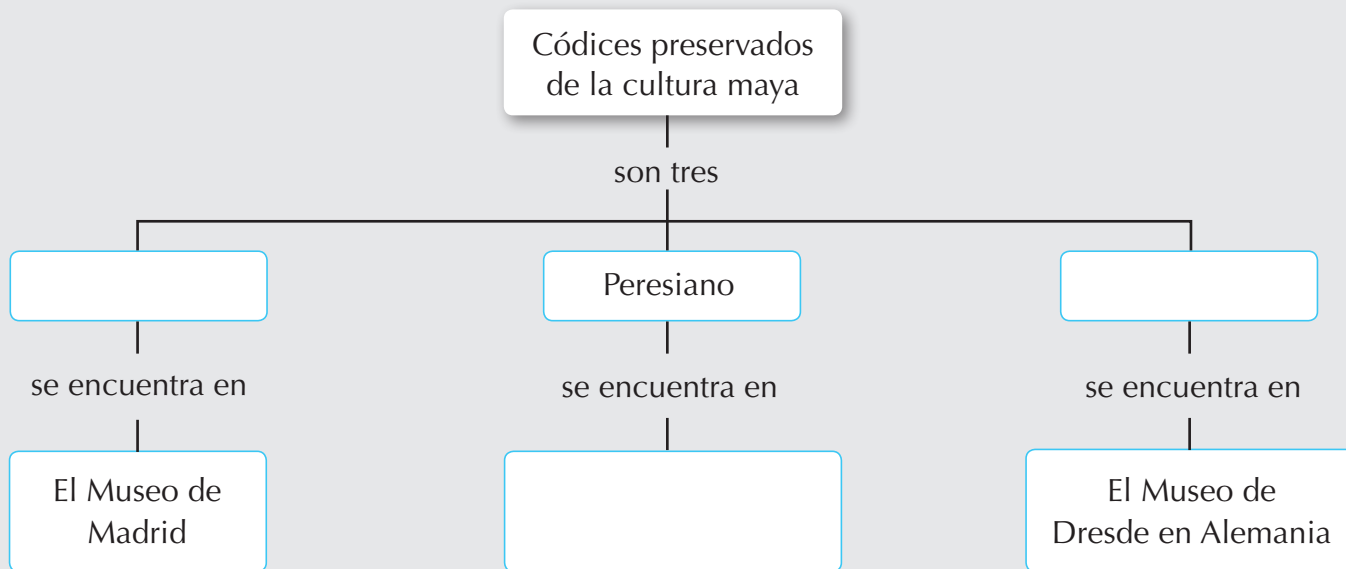 Códices preservados
de la cultura maya
son tres
Peresiano
se encuentra en
se encuentra en
se encuentra en
El Museo de
Madrid
El Museo de
Dresde en Alemania